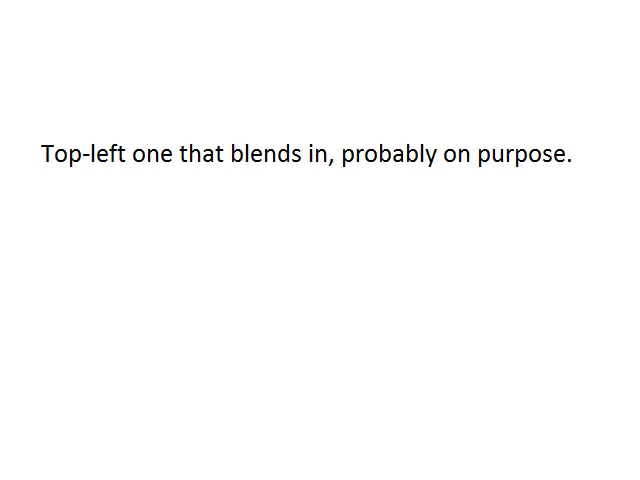 Top-left one that blends in, probably on purpose.